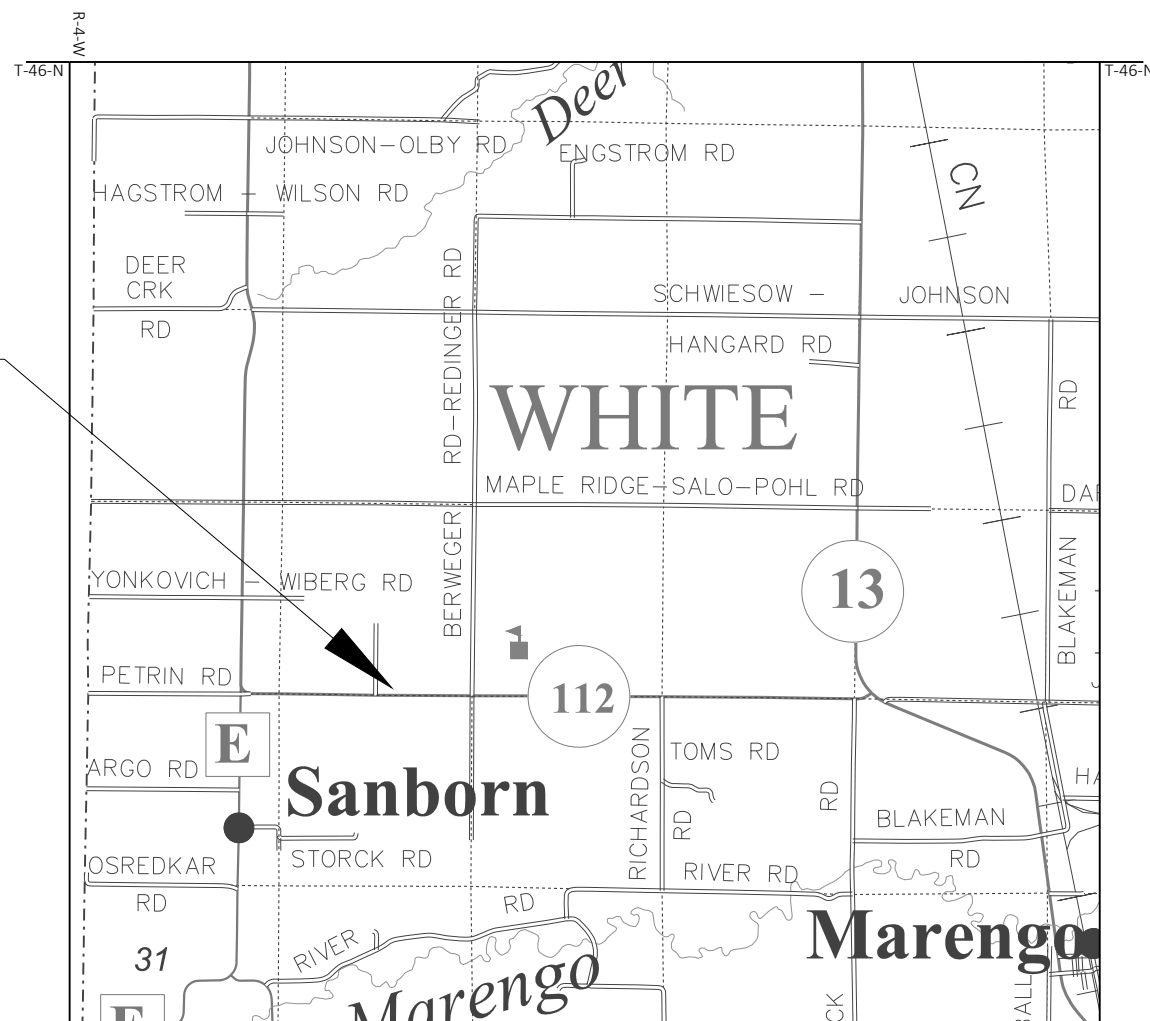 R-4-W
T-46-N
T-46-N
Deer
JOHNSON-OLBY RD
ENGSTROM RD
CN
HAGSTROM - WILSON RD
DEER
CRK
RD
SCHWIESOW - JOHNSON
HANGARD RD
BERWEGER RD-REDINGER RD
WHITE
RD
MAPLE RIDGE-SALO-POHL RD
BLAKEMAN
YONKOVICH - WIBERG RD
13
PETRIN RD
112
E
ARGO RD
Sanborn
RICHARDSON
RD
TOMS RD
RD
BLAKEMAN
RD
STORCK RD
OSREDKAR
RD
RIVER RD
31
RIVER RD
Marengo
Marengo